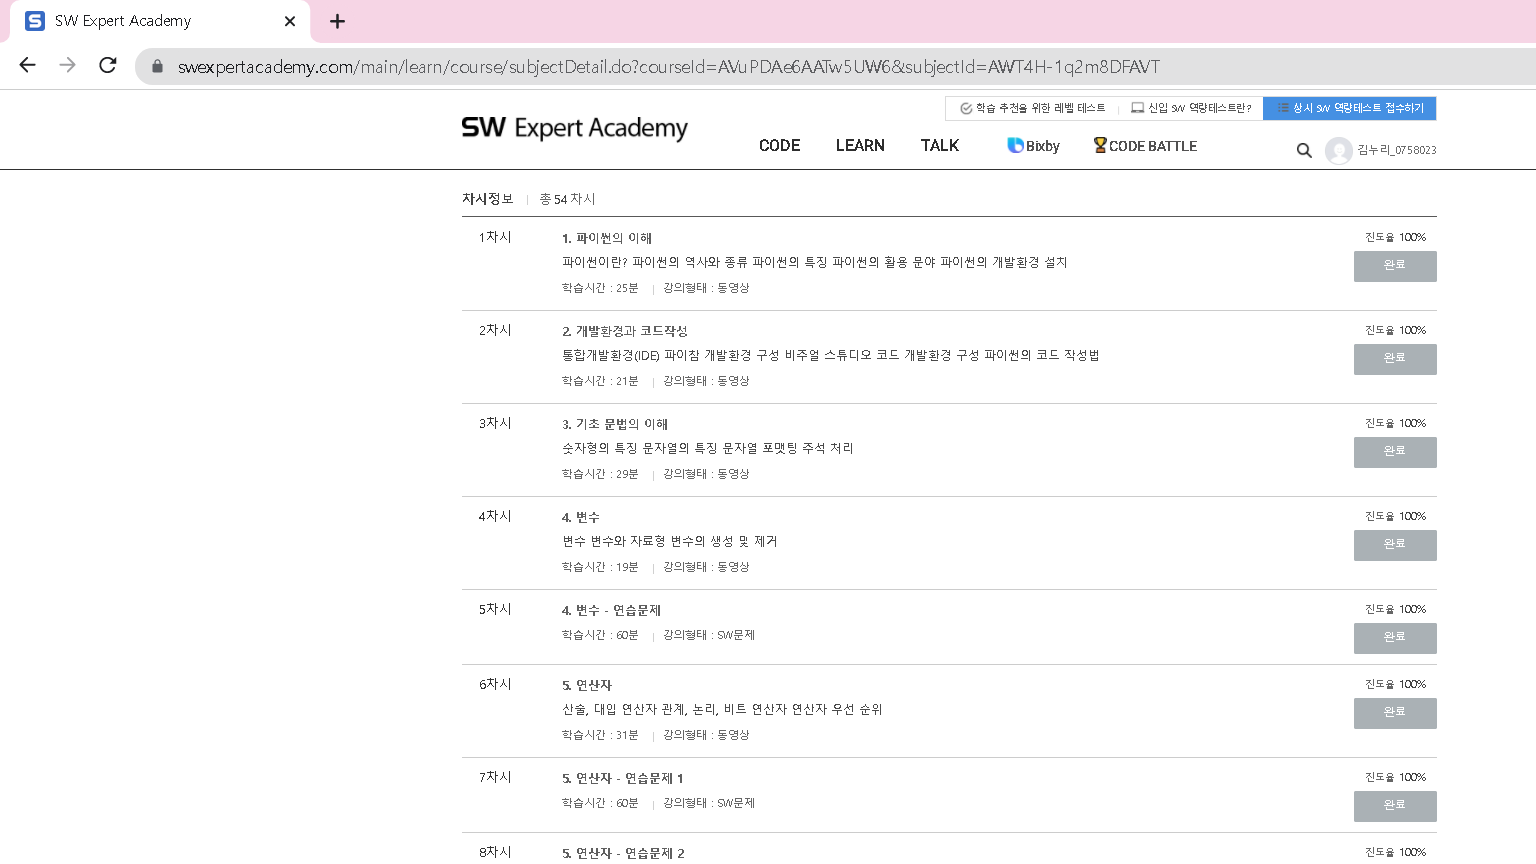 SW Expert Academy
swexpertacademy.com/main/learn/course/subjectDetail.do?courseId=AVuPDAe6AATw5UW6&subjectId=AWT4H-1q2m8DFAVT
학습 추천을 위한 레벨 테스트
신입 SW 역량테스트란?
상시 SW 역량테스트 접수하기
SW Expert Academy
CODE LEARN TALK Bixby CODE BATTLE
김누리_0758023
차시정보 총 54 차시
1차시
1. 파이썬의 이해
진도율 100%
파이썬이란? 파이썬의 역사와 종류 파이썬의 특징 파이썬의 활용 분야 파이썬의 개발환경 설치
완료
학습시간 : 25분 강의형태 : 동영상
2차시
2. 개발환경과 코드작성
진도율 100%
통합개발환경(IDE) 파이참 개발환경 구성 비주얼 스튜디오 코드 개발환경 구성 파이썬의 코드 작성법
완료
학습시간 : 21분 강의형태 : 동영상
3차시
3. 기초 문법의 이해
진도율 100%
숫자형의 특징 문자열의 특징 문자열 포맷팅 주석 처리
완료
학습시간 : 29분 강의형태 : 동영상
4차시
4. 변수
진도율 100%
변수 변수와 자료형 변수의 생성 및 제거
완료
학습시간 : 19분 강의형태 : 동영상
5차시
4. 변수 - 연습문제
진도율 100%
완료
학습시간 : 60분 강의형태 : SW문제
6차시
5. 연산자
진도율 100%
산술, 대입 연산자 관계, 논리, 비트 연산자 연산자 우선 순위
완료
학습시간 : 31분 강의형태 : 동영상
7차시
5. 연산자 - 연습문제 1
진도율 100%
완료
학습시간 : 60분 강의형태 : SW문제
8차시
5. 연산자 - 연습문제 2
진도율 100%